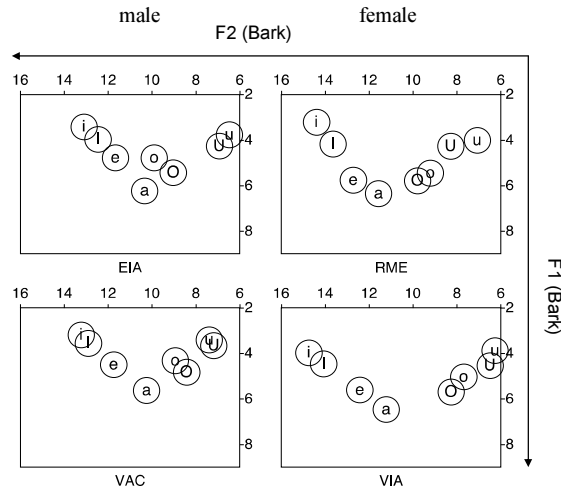 male female
F2 (Bark)
16 14 12 10 8 6 16 14 12 10 8 6
2 2
i i
u
I 4 I 4
U U u
e o e
O 6 a O o 6
a
8 8
EIA RME
F1 (Bark)
16 14 12 10 8 6 16 14 12 10 8 6
2 2
i u
I U 4 i u 4
e o I U
O e o
a 6 a O 6
8 8
VAC VIA